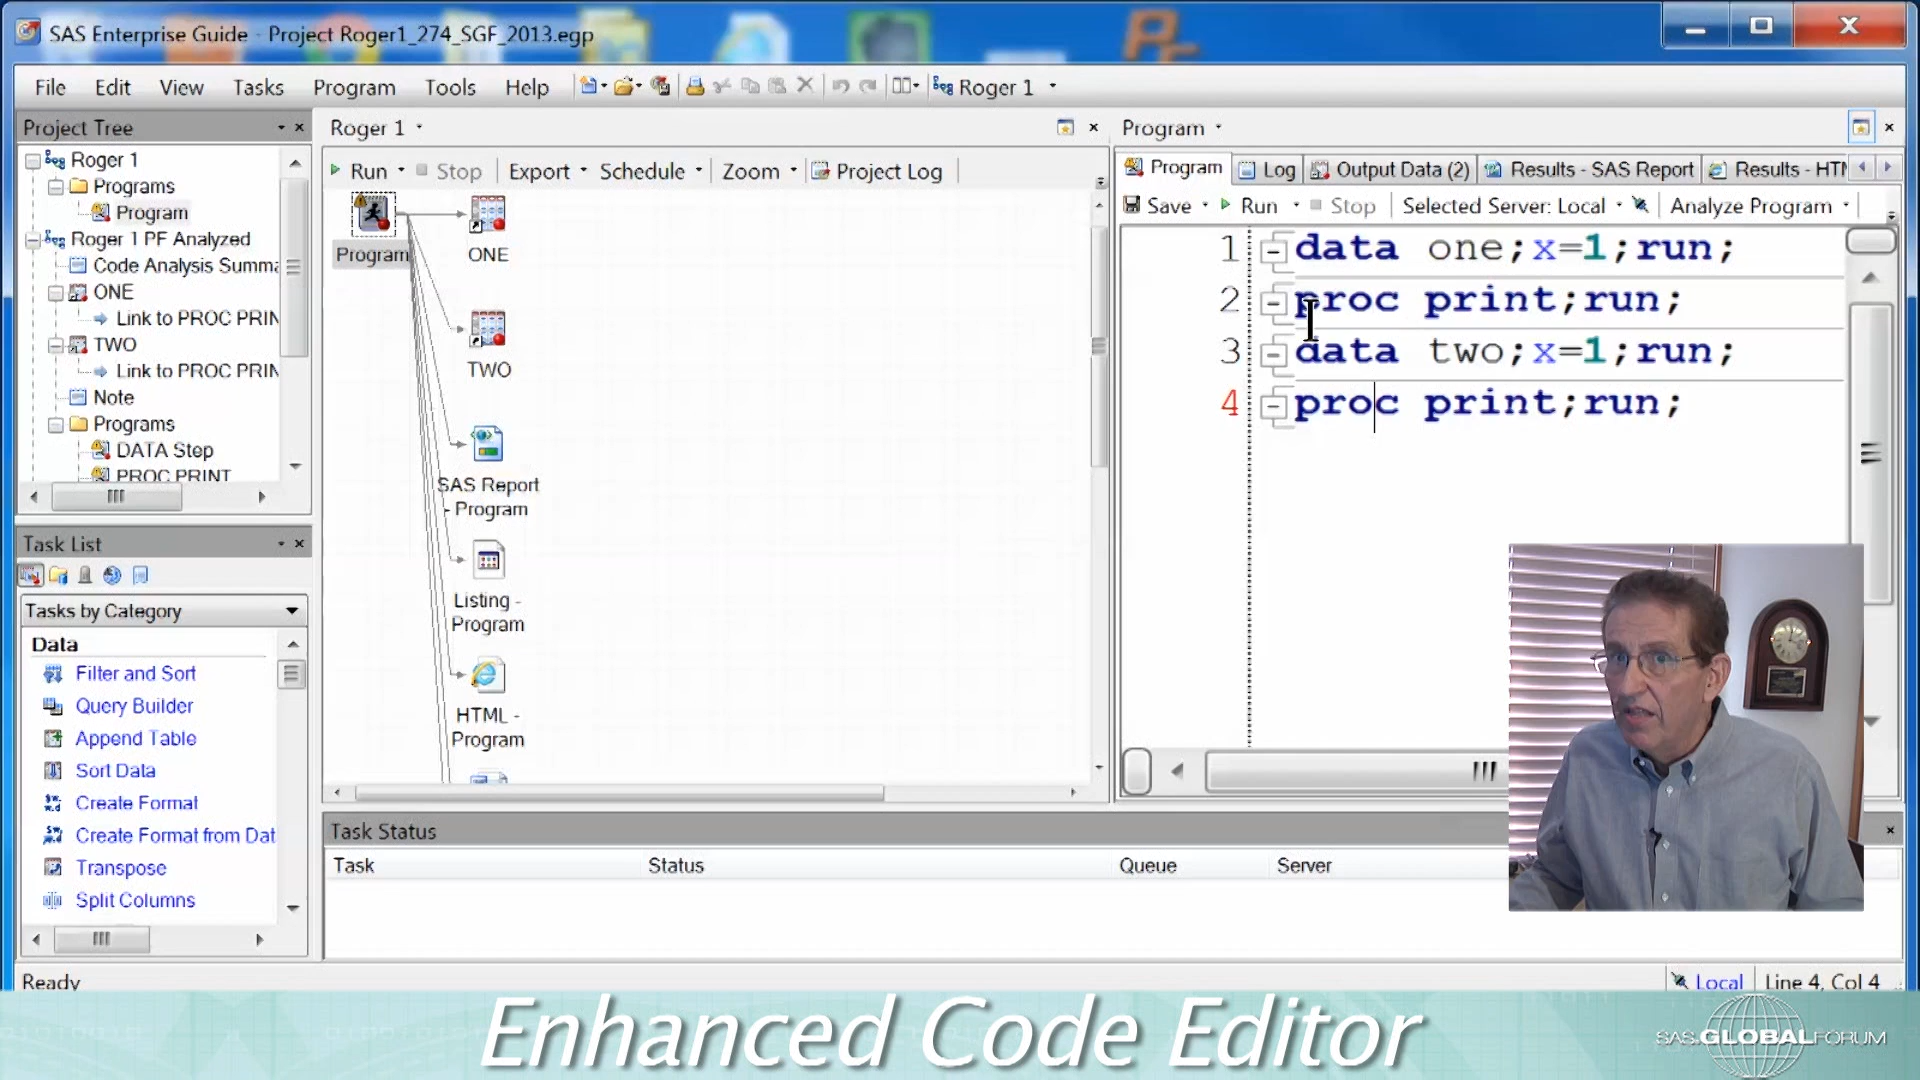 SAS Enterprise Guide - Project Roger1_274_SGF_2013.egp
File Edit View Tasks Program Tools Help Roger 1
Project Tree
Roger 1
Programs
Program
Roger 1 PF Analyzed
Code Analysis Summa
ONE
Link to PROC PRIN
TWO
Link to PROC PRIN
Note
Programs
DATA Step
PROC PRINT
Task List
Tasks by Category
Data
Filter and Sort
Query Builder
Append Table
Sort Data
Create Format
Create Format from Dat
Transpose
Split Columns
Roger 1
Run Stop Export Schedule Zoom Project Log
Program
ONE
TWO
SAS Report
- Program
Listing -
Program
HTML -
Program
Program
Program Log Output Data (2) Results - SAS Report Results - HTM
Save Run Stop Selected Server: Local Analyze Program
1 data one;x=1;run;
2 proc print;run;
3 data two;x=1;run;
4 proc print;run;
Task Status
Task Status Queue Server
Ready Local Line 4, Col 4
Enhanced Code Editor
SAS GLOBAL FORUM